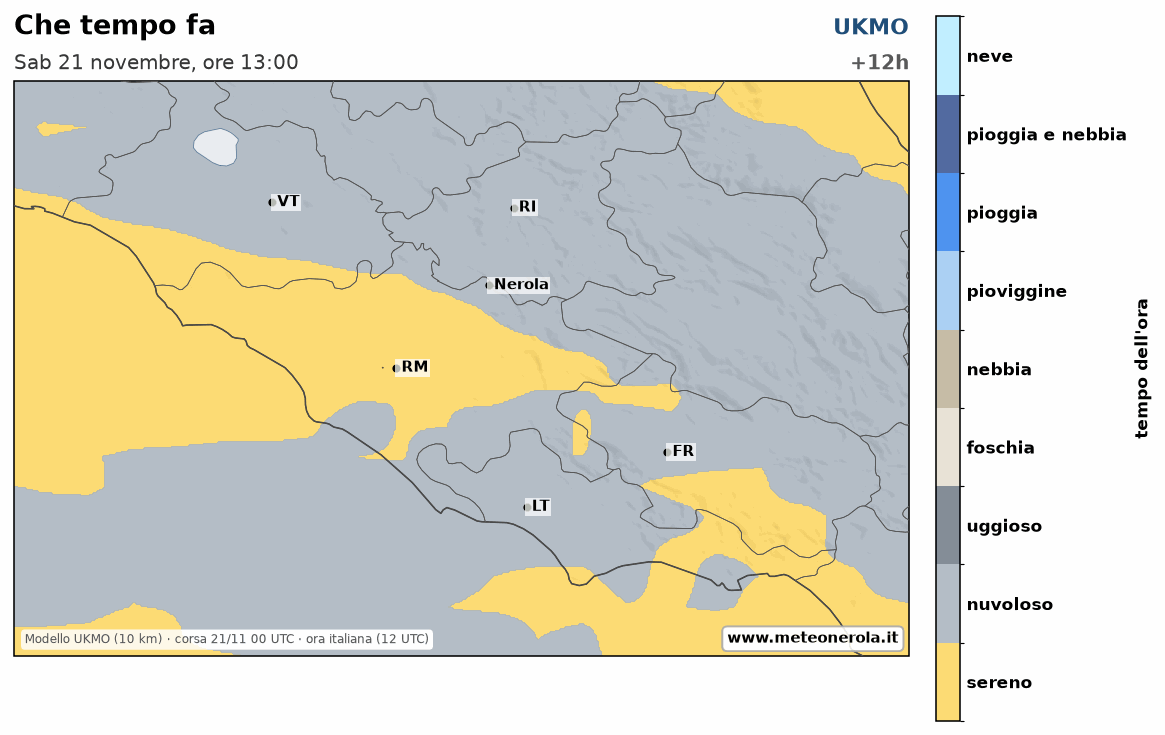 Che tempo fa
UKMO
Sab 21 novembre, ore 13:00
+12h
neve
pioggia e nebbia
pioggia
pioviggine
nebbia
foschia
uggioso
nuvoloso
sereno
tempo dell'ora
VT
RI
Nerola
RM
FR
LT
Modello UKMO (10 km) · corsa 21/11 00 UTC · ora italiana (12 UTC)
www.meteonerola.it